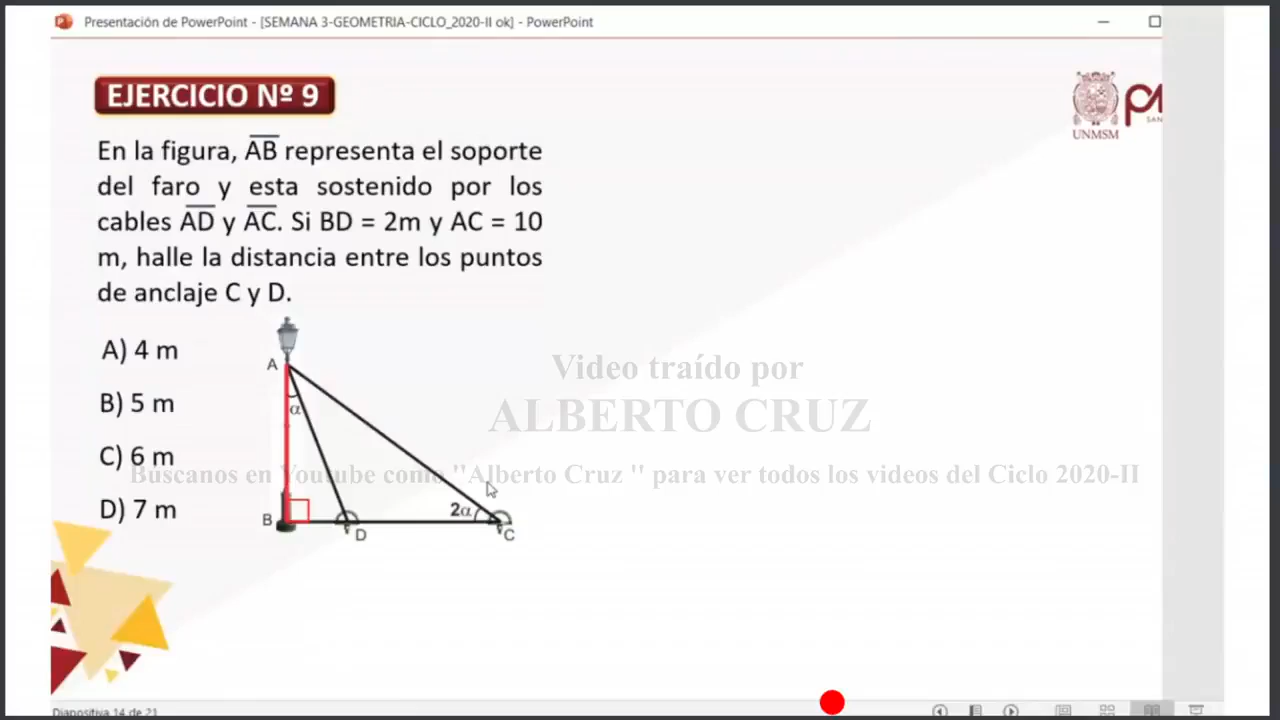 Presentación de PowerPoint - [SEMANA 3-GEOMETRIA-CICLO_2020-II ok] - PowerPoint
EJERCICIO Nº 9
UNMSM
En la figura, AB representa el soporte
del faro y esta sostenido por los
cables AD y AC. Si BD = 2m y AC = 10
m, halle la distancia entre los puntos
de anclaje C y D.
A) 4 m
B) 5 m
C) 6 m
D) 7 m
A
α
B
D
2α
C
Video traído por
ALBERTO CRUZ
Búscanos en Youtube como "Alberto Cruz " para ver todos los videos del Ciclo 2020-II
Diapositiva 14 de 21